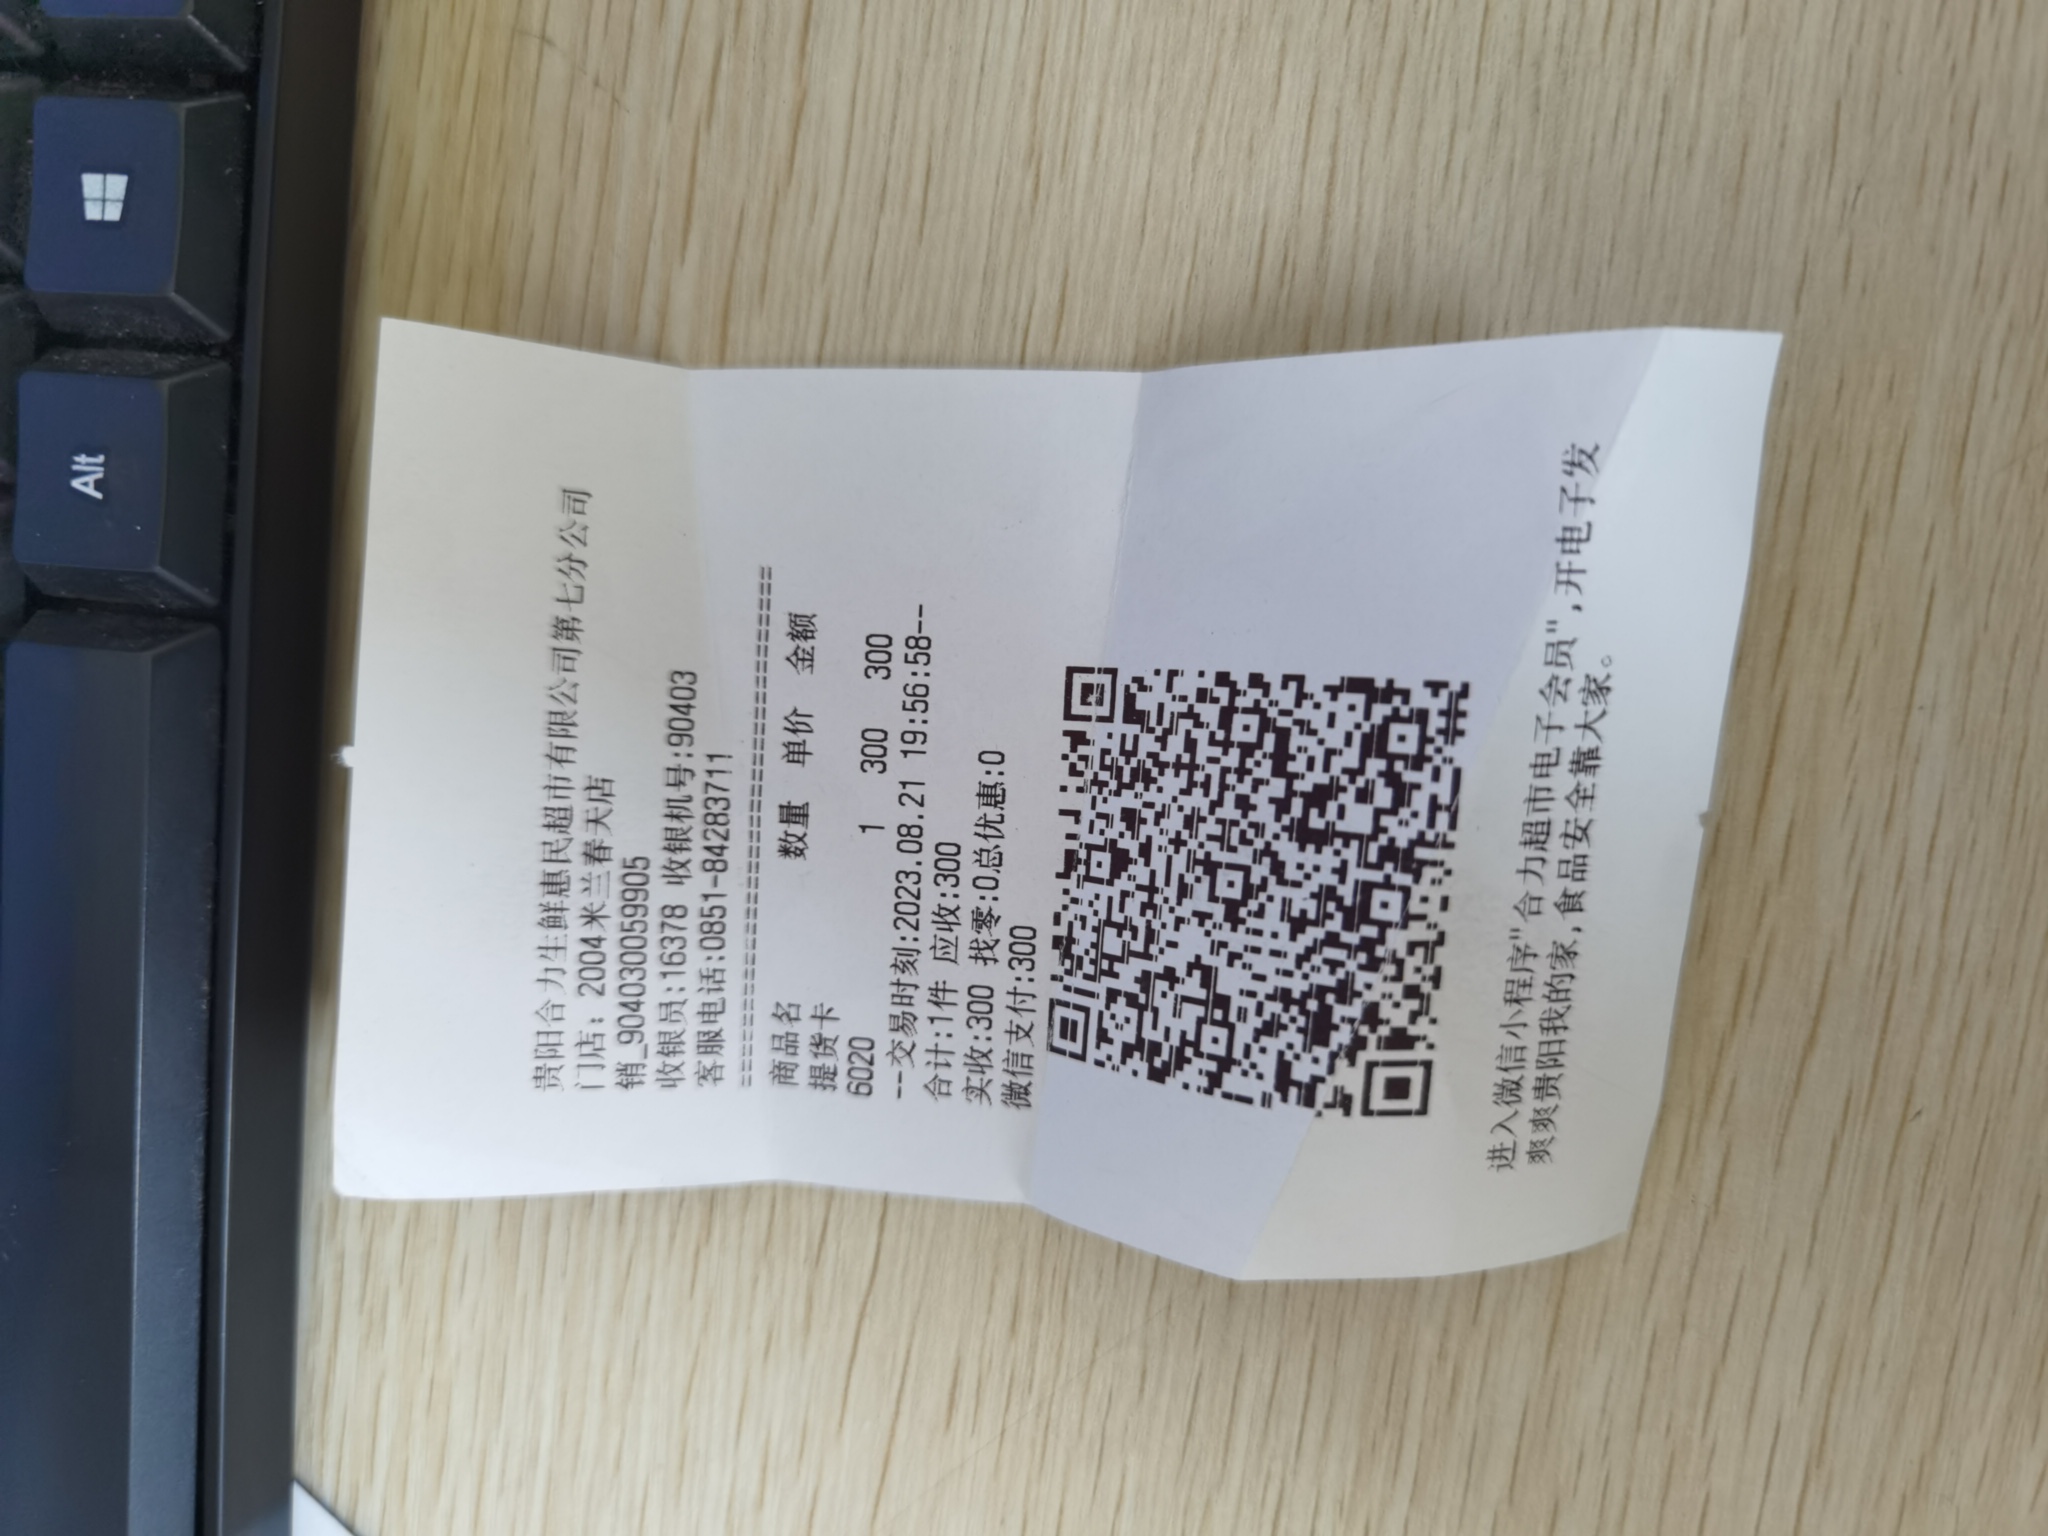 贵阳合力生鲜惠民超市有限公司第七分公司
门店：2004米兰春天店
销_9040300599905
收银员:16378 收银机号:90403
客服电话:0851-84283711
======================================
商品名 数量 单价 金额
提货卡
6020 1 300 300
--交易时刻:2023.08.21 19:56:58--
合计:1件 应收:300
实收:300 找零:0总优惠:0
微信支付:300
进入微信小程序"合力超市电子会员",开电子发
爽爽贵阳我的家,食品安全靠大家。
Alt